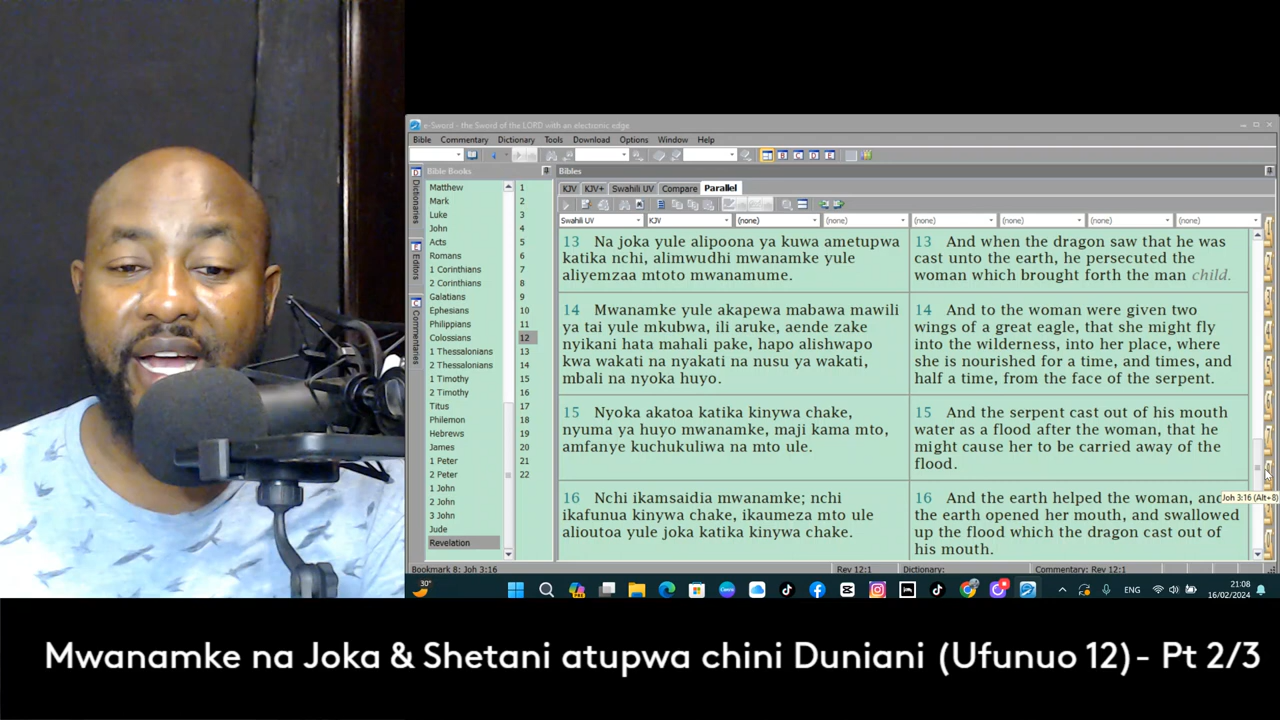 e-Sword - the Sword of the LORD with an electronic edge
Bible Commentary Dictionary Tools Download Options Window Help
Bible Books
Bibles
Dictionaries
Editors
Commentaries
Matthew
Mark
Luke
John
Acts
Romans
1 Corinthians
2 Corinthians
Galatians
Ephesians
Philippians
Colossians
1 Thessalonians
2 Thessalonians
1 Timothy
2 Timothy
Titus
Philemon
Hebrews
James
1 Peter
2 Peter
1 John
2 John
3 John
Jude
Revelation
1
2
3
4
5
6
7
8
9
10
11
12
13
14
15
16
17
18
19
20
21
22
KJV KJV+ Swahili UV Compare Parallel
Swahili UV KJV (none) (none) (none) (none) (none) (none)
13 Na joka yule alipoona ya kuwa ametupwa
katika nchi, alimwudhi mwanamke yule
aliyemzaa mtoto mwanamume.
13 And when the dragon saw that he was
cast unto the earth, he persecuted the
woman which brought forth the man child.
14 Mwanamke yule akapewa mabawa mawili
ya tai yule mkubwa, ili aruke, aende zake
nyikani hata mahali pake, hapo alishwapo
kwa wakati na nyakati na nusu ya wakati,
mbali na nyoka huyo.
14 And to the woman were given two
wings of a great eagle, that she might fly
into the wilderness, into her place, where
she is nourished for a time, and times, and
half a time, from the face of the serpent.
15 Nyoka akatoa katika kinywa chake,
nyuma ya huyo mwanamke, maji kama mto,
amfanye kuchukuliwa na mto ule.
15 And the serpent cast out of his mouth
water as a flood after the woman, that he
might cause her to be carried away of the
flood.
16 Nchi ikamsaidia mwanamke; nchi
ikafunua kinywa chake, ikaumeza mto ule
alioutoa yule joka katika kinywa chake.
16 And the earth helped the woman, and
the earth opened her mouth, and swallowed
up the flood which the dragon cast out of
his mouth.
Joh 3:16 (Alt+8)
Bookmark 8: Joh 3:16 Rev 12:1 Dictionary: Commentary: Rev 12:1
30°
ENG
21:08
16/02/2024
Mwanamke na Joka & Shetani atupwa chini Duniani (Ufunuo 12)- Pt 2/3